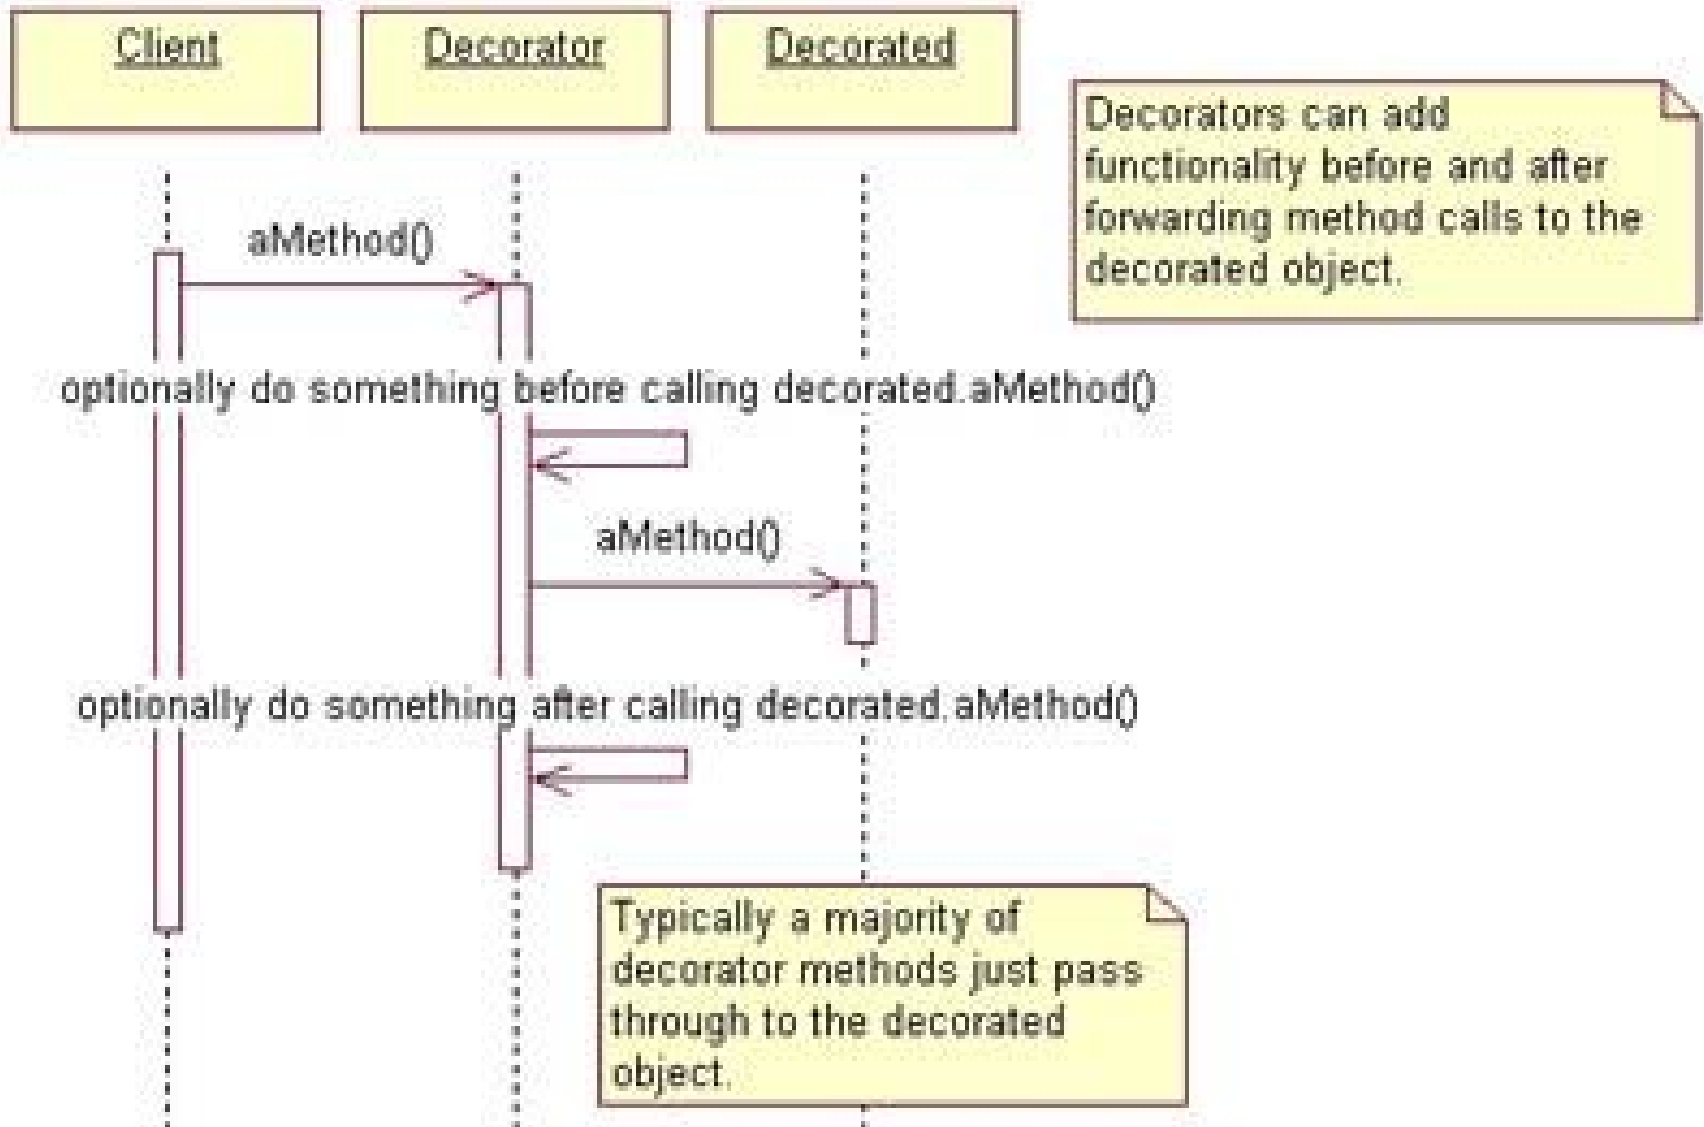 Client
Decorator
Decorated
Decorators can add
functionality before and after
forwarding method calls to the
decorated object.
aMethod()
optionally do something before calling decorated.aMethod()
aMethod()
optionally do something after calling decorated.aMethod()
Typically a majority of
decorator methods just pass
through to the decorated
object.